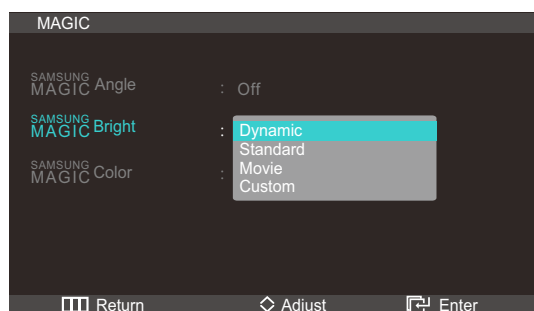 MAGIC
SAMSUNG
MAGIC Angle : Off
SAMSUNG
MAGIC Bright : Dynamic
Standard
Movie
Custom
SAMSUNG
MAGIC Color :
Return Adjust Enter